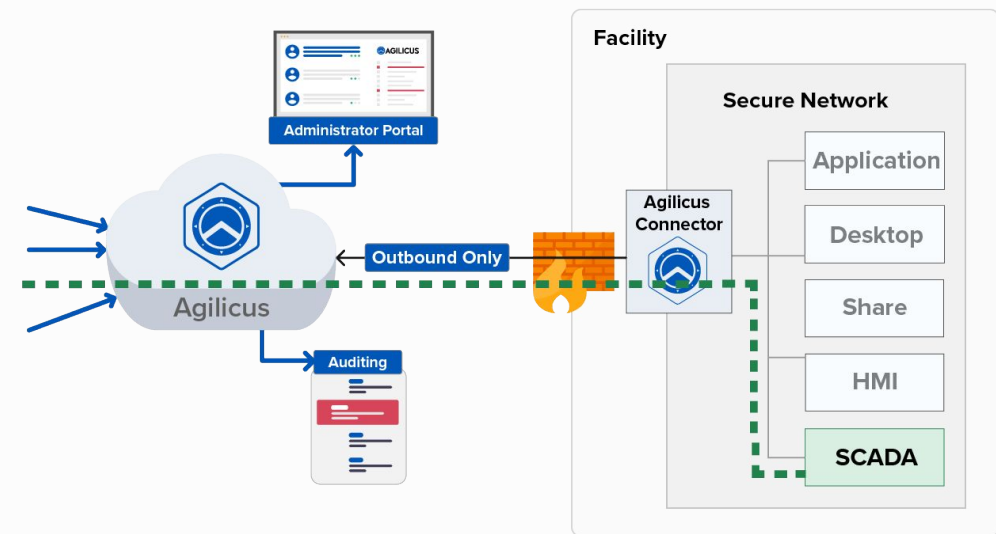 Facility
AGILICUS
Secure Network
Administrator Portal
Application
Agilicus
Connector
Desktop
Outbound Only
Agilicus
Share
Auditing
HMI
SCADA